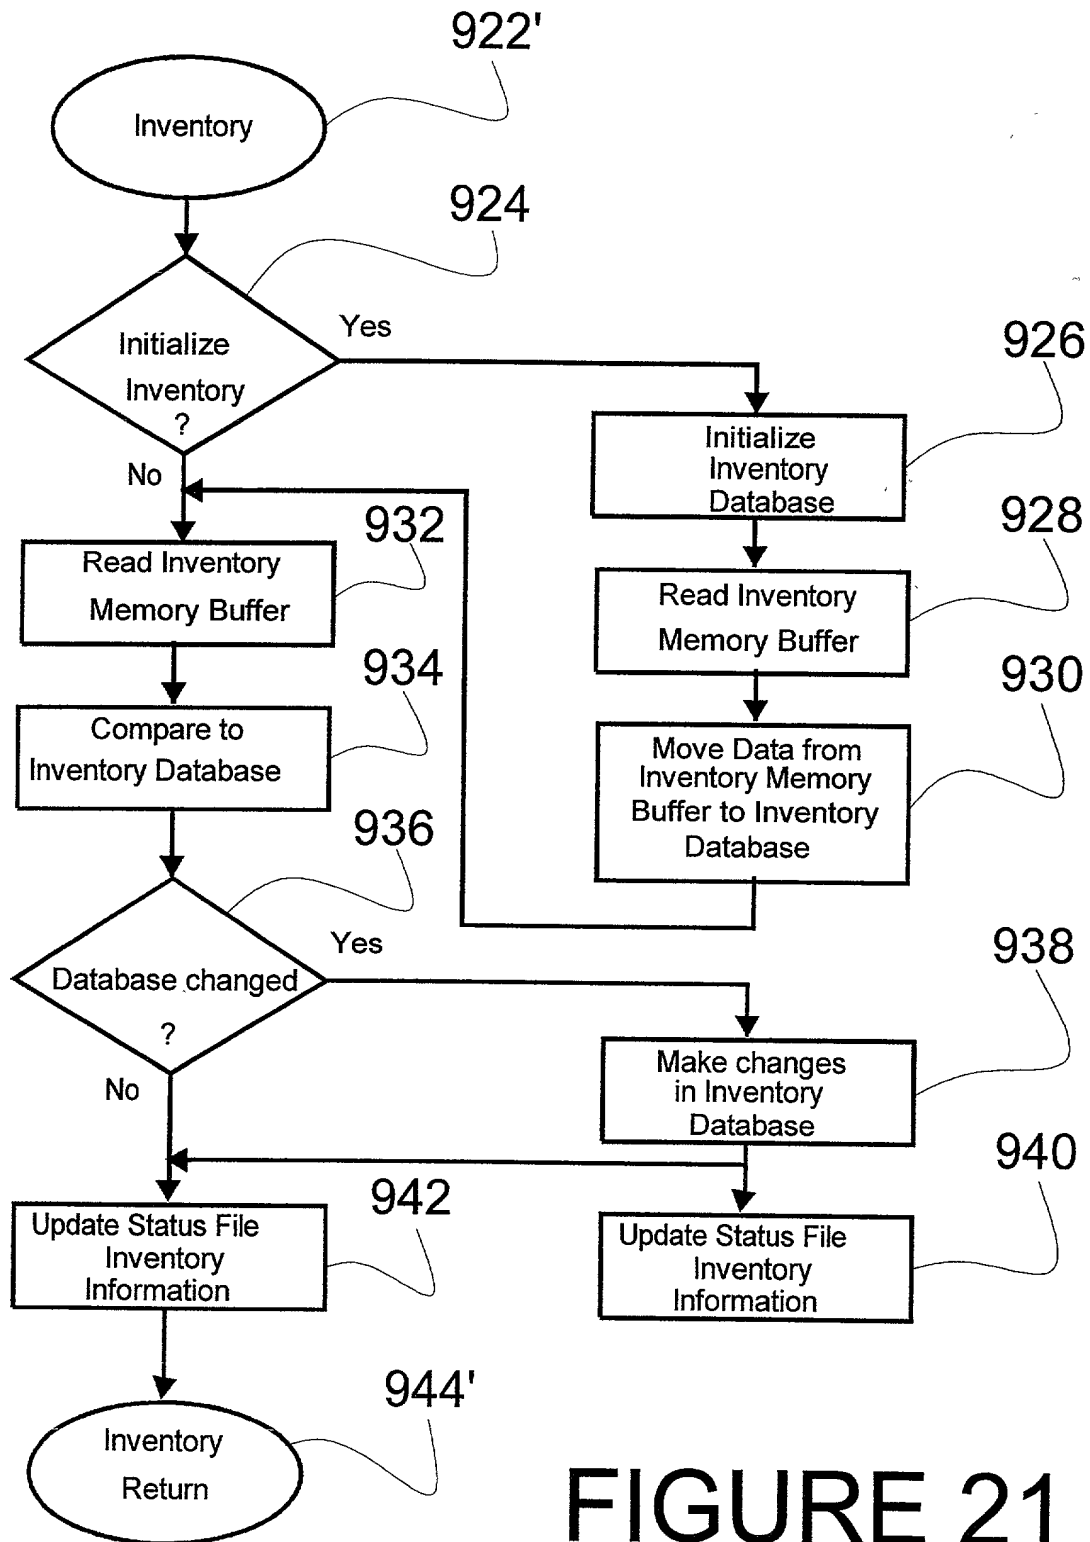 922'
Inventory
924
Initialize
Inventory
?
Yes
No
926
Initialize
Inventory
Database
928
Read Inventory
Memory Buffer
930
Move Data from
Inventory Memory
Buffer to Inventory
Database
932
Read Inventory
Memory Buffer
934
Compare to
Inventory Database
936
Database changed
?
Yes
No
938
Make changes
in Inventory
Database
940
Update Status File
Inventory
Information
942
Update Status File
Inventory
Information
944'
Inventory
Return
FIGURE 21